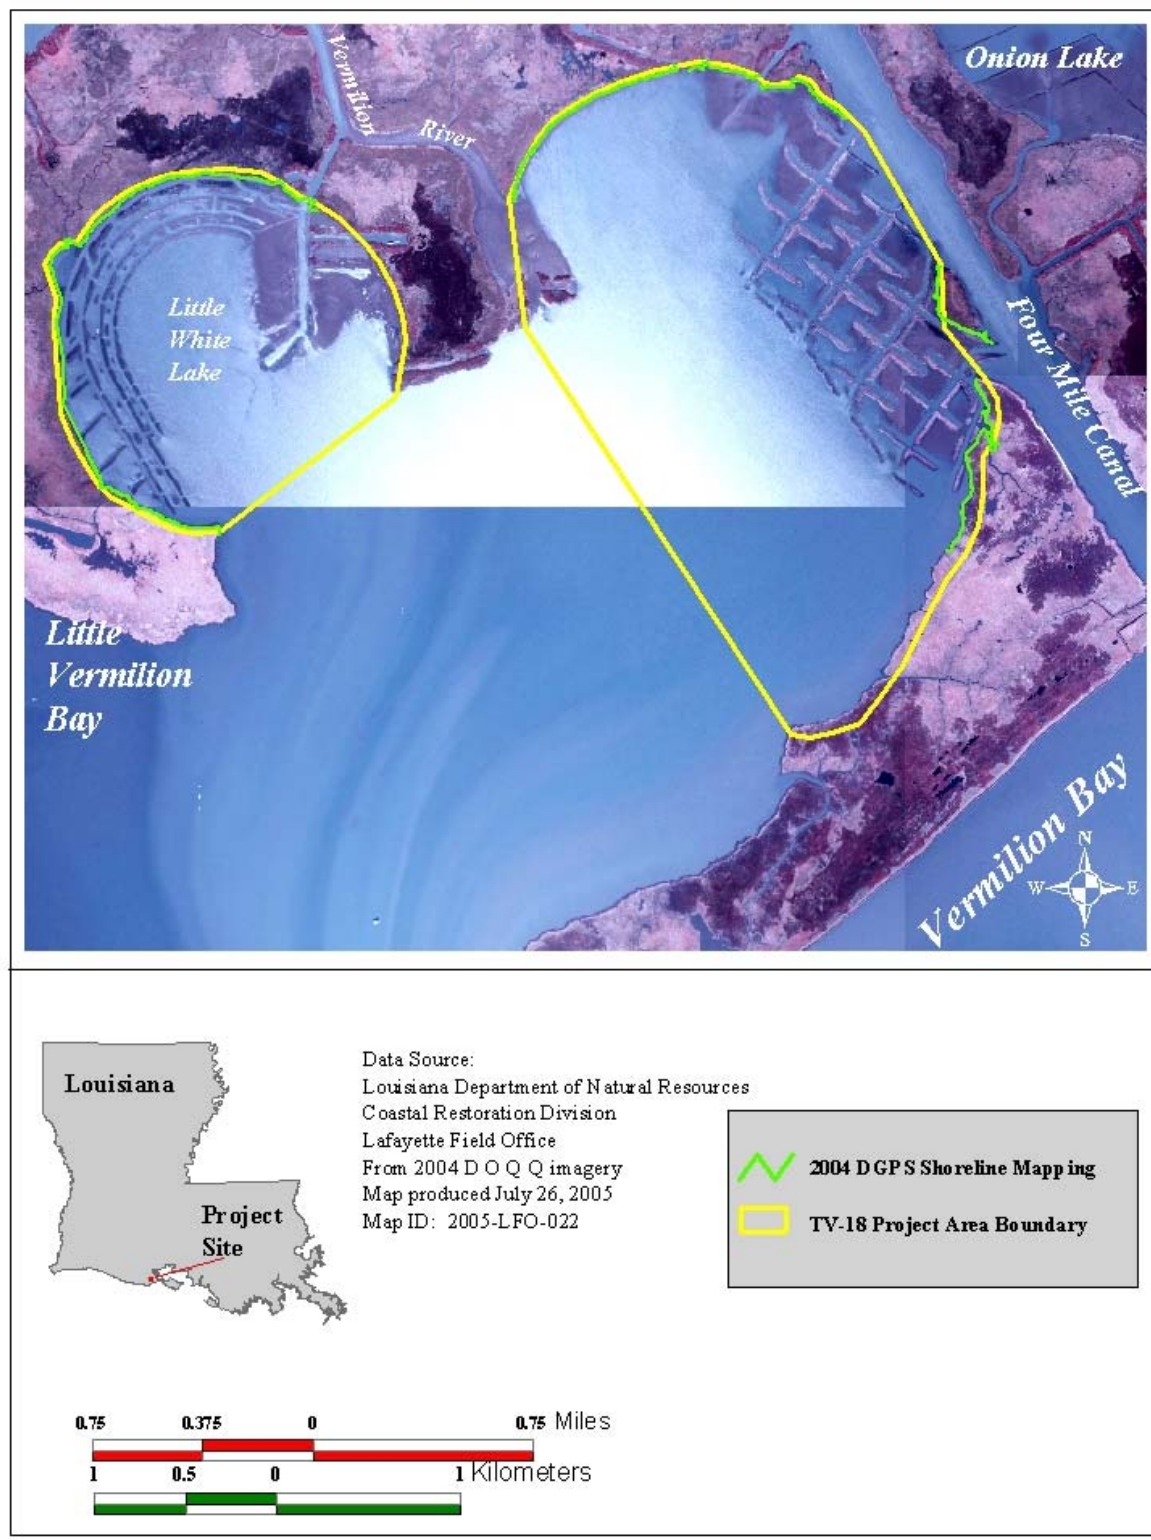 Onion Lake
Vermilion
River
Little
White
Lake
Four Mile Canal
Little
Vermilion
Bay
Vermilion Bay
N
W
E
S
Louisiana
Project
Site
Data Source:
Louisiana Department of Natural Resources
Coastal Restoration Division
Lafayette Field Office
From 2004 D O Q Q imagery
Map produced July 26, 2005
Map ID: 2005-LFO-022
2004 DGPS Shoreline Mapping
TV-18 Project Area Boundary
0.75 0.375 0 0.75 Miles
1 0.5 0 1 Kilometers